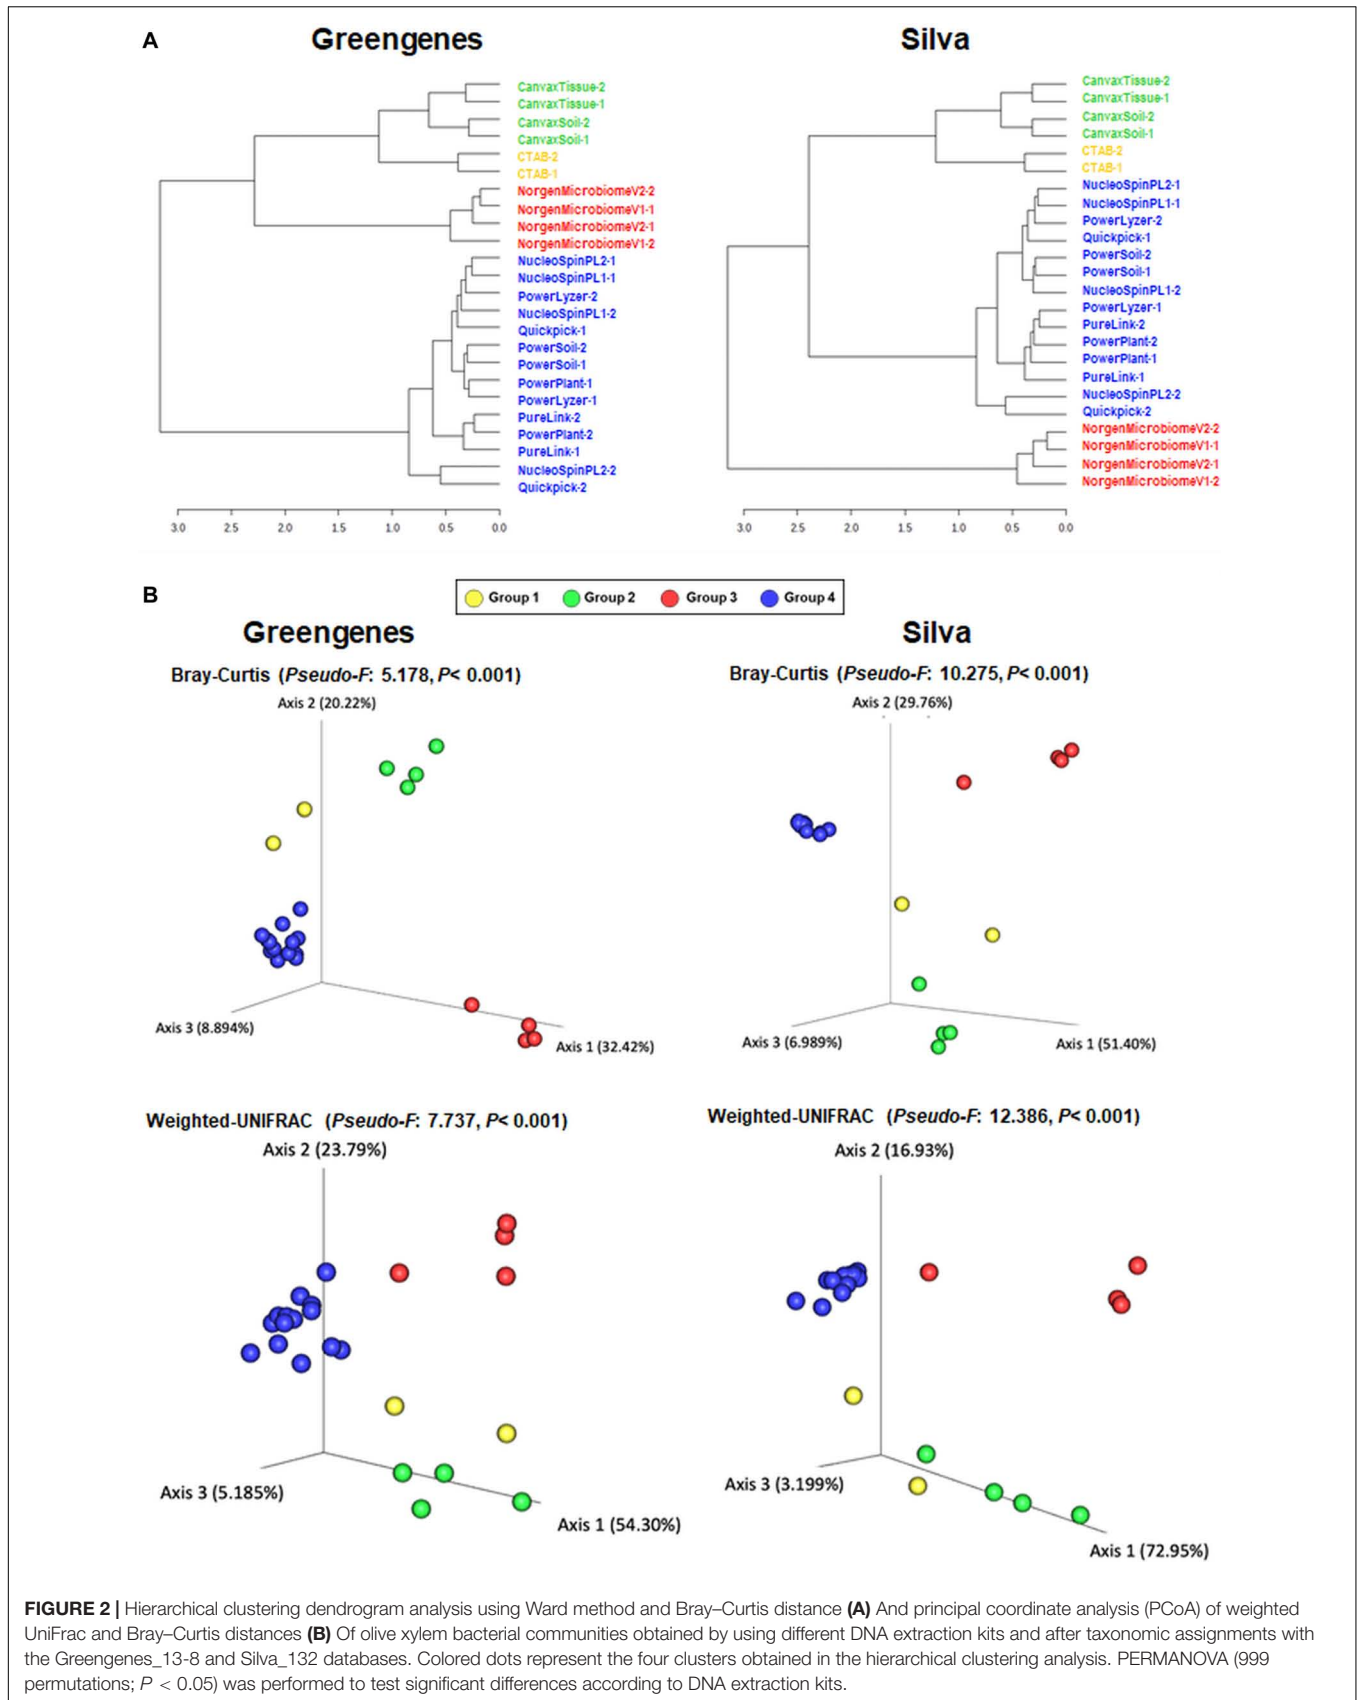 A
Greengenes
CanvaxTissue-2
CanvaxTissue-1
CanvaxSoil-2
CanvaxSoil-1
CTAB-2
CTAB-1
NorgenMicrobiomeV2-2
NorgenMicrobiomeV1-1
NorgenMicrobiomeV2-1
NorgenMicrobiomeV1-2
NucleoSpinPL2-1
NucleoSpinPL1-1
PowerLyzer-2
NucleoSpinPL1-2
Quickpick-1
PowerSoil-2
PowerSoil-1
PowerPlant-1
PowerLyzer-1
PureLink-2
PowerPlant-2
PureLink-1
NucleoSpinPL2-2
Quickpick-2
3.0 2.5 2.0 1.5 1.0 0.5 0.0
Silva
CanvaxTissue-2
CanvaxTissue-1
CanvaxSoil-2
CanvaxSoil-1
CTAB-2
CTAB-1
NucleoSpinPL2-1
NucleoSpinPL1-1
PowerLyzer-2
Quickpick-1
PowerSoil-2
PowerSoil-1
NucleoSpinPL1-2
PowerLyzer-1
PureLink-2
PowerPlant-2
PowerPlant-1
PureLink-1
NucleoSpinPL2-2
Quickpick-2
NorgenMicrobiomeV2-2
NorgenMicrobiomeV1-1
NorgenMicrobiomeV2-1
NorgenMicrobiomeV1-2
3.0 2.5 2.0 1.5 1.0 0.5 0.0
B
Group 1 Group 2 Group 3 Group 4
Greengenes
Bray-Curtis (Pseudo-F: 5.178, P< 0.001)
Axis 2 (20.22%)
Axis 3 (8.894%)
Axis 1 (32.42%)
Silva
Bray-Curtis (Pseudo-F: 10.275, P< 0.001)
Axis 2 (29.76%)
Axis 3 (6.989%)
Axis 1 (51.40%)
Weighted-UNIFRAC (Pseudo-F: 7.737, P< 0.001)
Axis 2 (23.79%)
Axis 3 (5.185%)
Axis 1 (54.30%)
Weighted-UNIFRAC (Pseudo-F: 12.386, P< 0.001)
Axis 2 (16.93%)
Axis 3 (3.199%)
Axis 1 (72.95%)
FIGURE 2 | Hierarchical clustering dendrogram analysis using Ward method and Bray–Curtis distance (A) And principal coordinate analysis (PCoA) of weighted
UniFrac and Bray–Curtis distances (B) Of olive xylem bacterial communities obtained by using different DNA extraction kits and after taxonomic assignments with
the Greengenes_13-8 and Silva_132 databases. Colored dots represent the four clusters obtained in the hierarchical clustering analysis. PERMANOVA (999
permutations; P < 0.05) was performed to test significant differences according to DNA extraction kits.